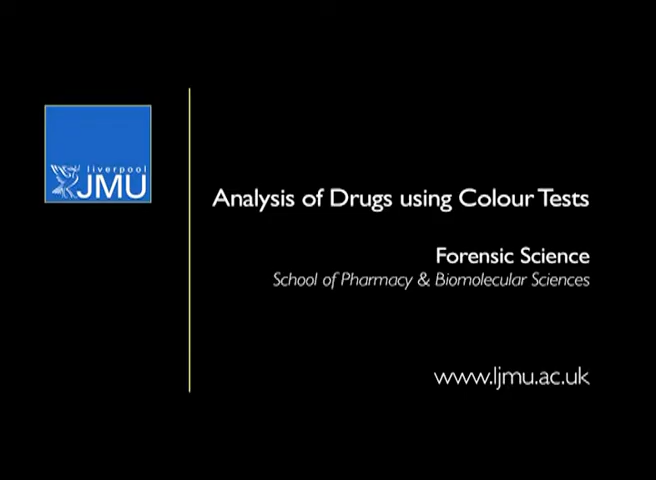 liverpool
JMU
Analysis of Drugs using Colour Tests
Forensic Science
School of Pharmacy & Biomolecular Sciences
www.ljmu.ac.uk